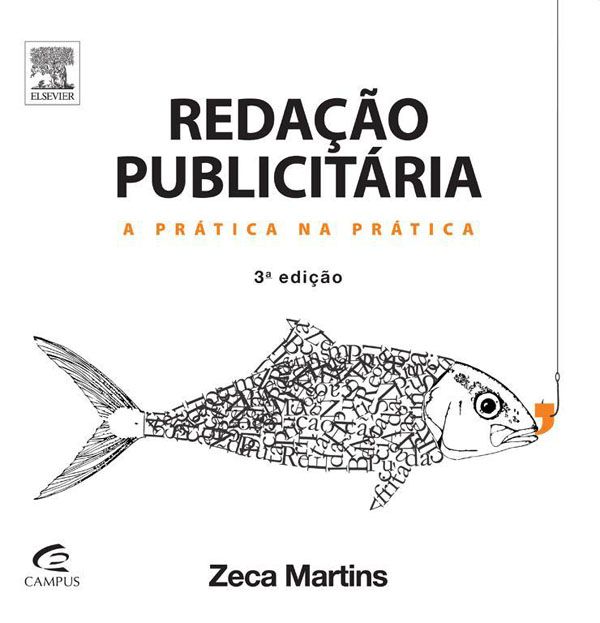 ELSEVIER
REDAÇÃO
PUBLICITÁRIA
A PRÁTICA NA PRÁTICA
3ª edição
CAMPUS
Zeca Martins